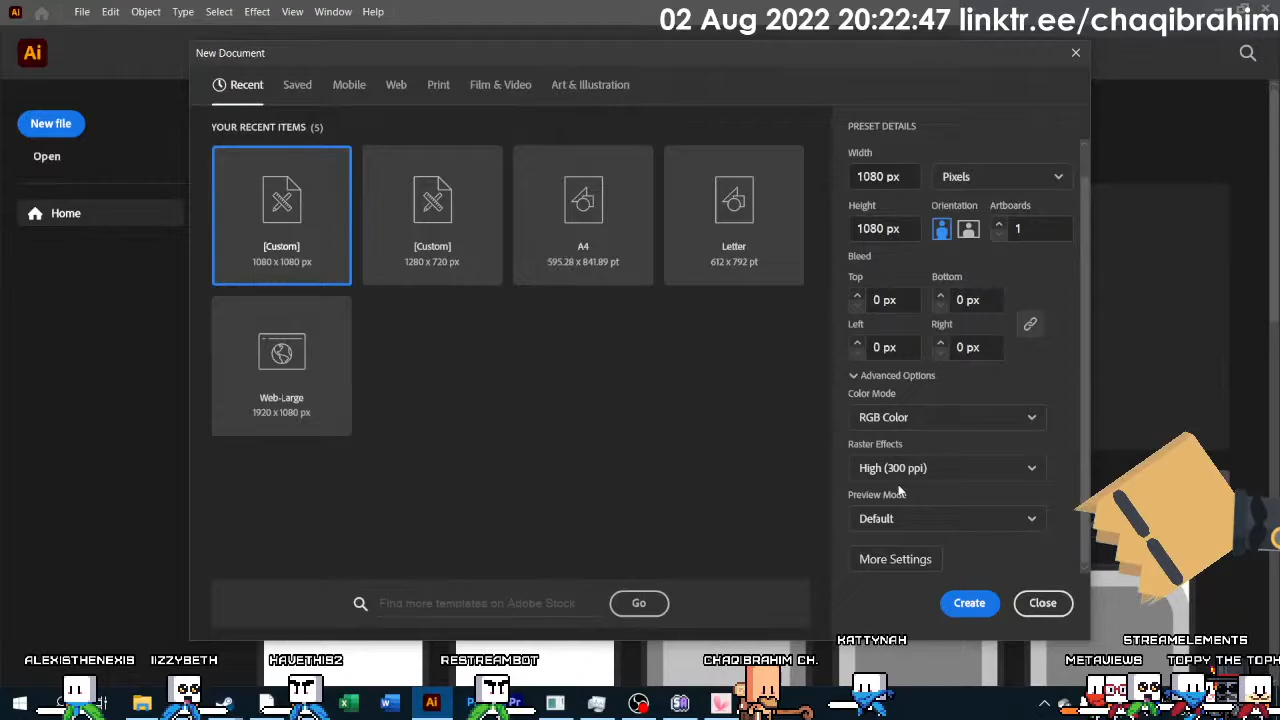 Ai File Edit Object Type Select Effect View Window Help
02 Aug 2022 20:22:47 linktr.ee/chaqibrahim
Ai
New Document
Recent Saved Mobile Web Print Film & Video Art & Illustration
New file
Open
Home
YOUR RECENT ITEMS (5)
[Custom]
1080 x 1080 px
[Custom]
1280 x 720 px
A4
595.28 x 841.89 pt
Letter
612 x 792 pt
Web-Large
1920 x 1080 px
Find more templates on Adobe Stock
Go
PRESET DETAILS
Width
1080 px Pixels
Height Orientation Artboards
1080 px 1
Bleed
Top Bottom
0 px 0 px
Left Right
0 px 0 px
Advanced Options
Color Mode
RGB Color
Raster Effects
High (300 ppi)
Preview Mode
Default
More Settings
Create Close
KATTYNAH STREAMELEMENTS
ALEXISTHENEXIS IIZZYBETH HAVETHIS2 RESTREAMBOT CHAQIBRAHIM CH. METAVIEWS TOPPY THE TOPH